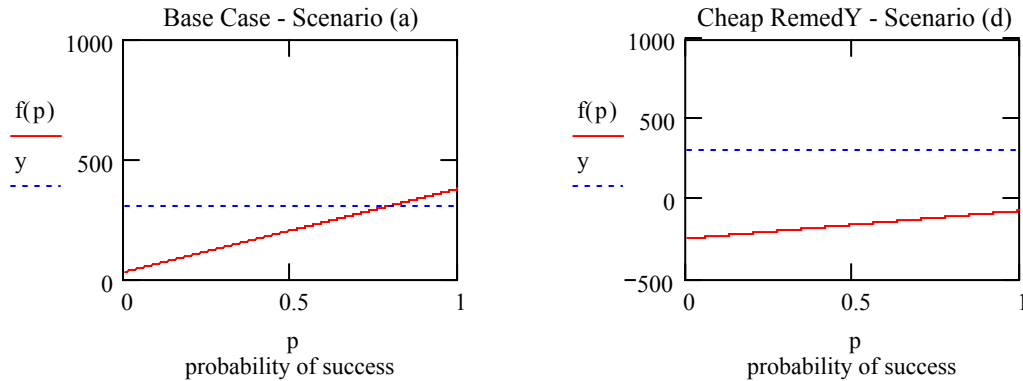 Base Case - Scenario (a)
1000
500
0
f(p)
y
0
0.5
1
p
probability of success
Cheap RemedY - Scenario (d)
1000
500
0
−500
f(p)
y
0
0.5
1
p
probability of success